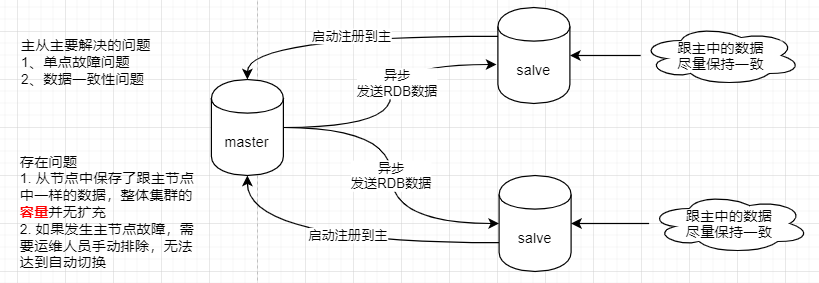 主从主要解决的问题
1、单点故障问题
2、数据一致性问题
启动注册到主
salve
跟主中的数据
尽量保持一致
异步
发送RDB数据
master
存在问题
1. 从节点中保存了跟主节点
中一样的数据，整体集群的
容量并无扩充
2. 如果发生主节点故障，需
要运维人员手动排除，无法
达到自动切换
异步
发送RDB数据
启动注册到主
salve
跟主中的数据
尽量保持一致